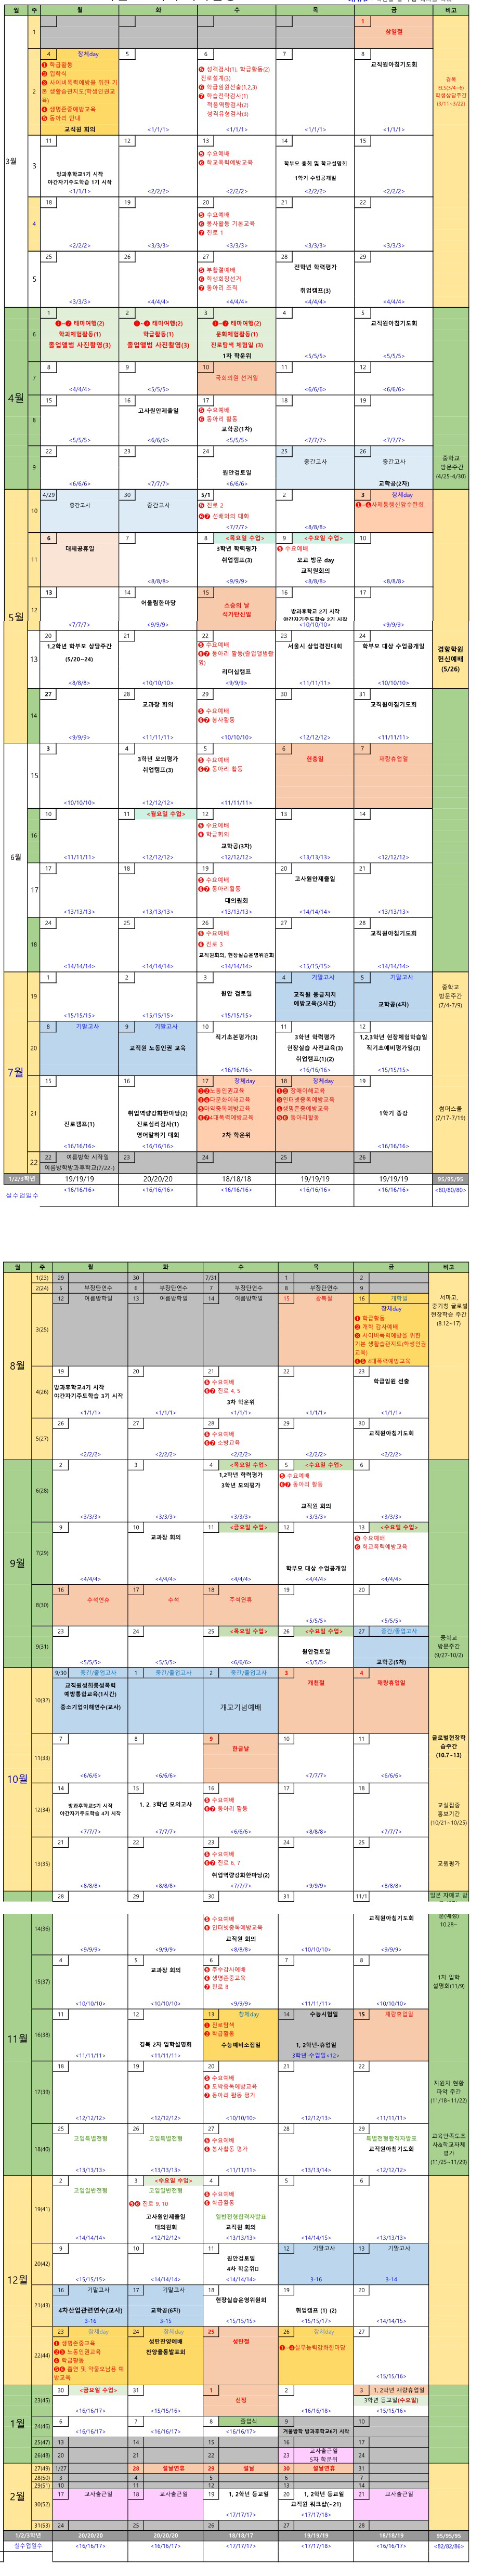 월 주 월 화 수 목 금 비고
3월
1 1 삼일절
2
4 창체day 5 6 7 8
❶ 학급활동
❷ 입학식
❸ 사이버폭력예방을 위한 기본 생활습관지도(학생인권교육)
❹ 생명존중예방교육
❺ 동아리 안내
교직원 회의
<1/1/1>
❺ 성격검사(1), 학급활동(2)
진로설계(3)
❻ 학급임원선출(1,2,3)
❼ 학습전략검사(1)
적용역량검사(2)
성격유형검사(3)
<1/1/1>
<1/1/1>
교직원아침기도회
<1/1/1>
학생상담주간
(3/11~3/22)
3
11 12 13 14 15
방과후학교1기 시작
야간자기주도학습 1기 시작
<1/1/1>
<2/2/2>
❺ 수요예배
❻ 학교폭력예방교육
<2/2/2>
학부모 총회 및 학교설명회
1학기 수업공개일
<2/2/2>
<2/2/2>
4
18 19 20 21 22
<2/2/2>
<3/3/3>
❺ 수요예배
❻ 봉사활동 기본교육
❼ 진로 1
<3/3/3>
<3/3/3>
<3/3/3>
5
25 26 27 28 29
<3/3/3>
<4/4/4>
❺ 부활절예배
❻ 학생회장선거
❼ 동아리 조직
<4/4/4>
전학년 학력평가
취업캠프(3)
<4/4/4>
<4/4/4>
4월
6
1 2 3 4 5
❶~❼ 테마여행(2)
학과체험활동(1)
졸업앨범 사진촬영(3)
❶~❼ 테마여행(2)
학급활동(1)
졸업앨범 사진촬영(3)
❶~❼ 테마여행(2)
문화체험활동(1)
진로탐색 체험일 (3)
1차 학운위
<5/5/5>
교직원아침기도회
<5/5/5>
7
8 9 10 11 12
<4/4/4>
<5/5/5>
국회의원 선거일
<6/6/6>
<6/6/6>
8
15 16 17 18 19
<5/5/5>
고사원안제출일
<6/6/6>
❺ 수요예배
❻ 동아리 활동
교학공(1차)
<5/5/5>
<7/7/7>
<7/7/7>
9
22 23 24 25 26
<6/6/6>
<7/7/7>
원안검토일
<6/6/6>
중간고사
중간고사
교학공(2차)
중학교
방문주간
(4/25-4/30)
5월
10
4/29 30 5/1 2 3 창체day
중간고사
중간고사
❺ 진로 2
❻❼ 선배와의 대화
<7/7/7>
<8/8/8>
❶~❻사제동행신앙수련회
11
6 7 8 <목요일 수업> 9 <수요일 수업> 10
대체공휴일
<8/8/8>
3학년 학력평가
취업캠프(3)
<9/9/9>
❺ 수요예배
모교 방문 day
교직원회의
<8/8/8>
<8/8/8>
12
13 14 15 16 17
<7/7/7>
어울림한마당
<9/9/9>
스승의 날
석가탄신일
방과후학교 2기 시작
야간자기주도학습 2기 시작
<10/10/10>
<9/9/9>
13
20 21 22 23 24
1,2학년 학부모 상담주간
(5/20~24)
<8/8/8>
<10/10/10>
❺ 수요예배
❻❼ 동아리 활동(졸업앨범촬영)
리더십캠프
<9/9/9>
서울시 상업경진대회
<11/11/11>
학부모 대상 수업공개일
<10/10/10>
경향학원
헌신예배
(5/26)
14
27 28 29 30 31
<9/9/9>
교과장 회의
<11/11/11>
❺ 수요예배
❻❼ 봉사활동
<10/10/10>
<12/12/12>
교직원아침기도회
<11/11/11>
6월
15
3 4 5 6 7
<10/10/10>
3학년 모의평가
취업캠프(3)
<12/12/12>
❺ 수요예배
❻❼ 동아리 활동
<11/11/11>
현충일
재량휴업일
16
10 11 <월요일 수업> 12 13 14
<11/11/11>
<12/12/12>
❺ 수요예배
❻ 학급회의
교학공(3차)
<12/12/12>
<13/13/13>
<12/12/12>
17
17 18 19 20 21
<13/13/13>
<13/13/13>
❺ 수요예배
❻❼ 동아리활동
대의원회
<13/13/13>
고사원안제출일
<14/14/14>
<13/13/13>
18
24 25 26 27 28
<14/14/14>
<14/14/14>
❺ 수요예배
❻ 진로 3
교직원회의, 현장실습운영위원회
<14/14/14>
<15/15/15>
교직원아침기도회
<14/14/14>
7월
19
1 2 3 4 기말고사 5 기말고사
<15/15/15>
<15/15/15>
원안 검토일
<15/15/15>
교직원 응급처치
예방교육(3시간)
교학공(4차)
중학교
방문주간
(7/4-7/9)
20
8 기말고사 9 기말고사 10 11 12
교직원 노동인권 교육
직기초본평가(3)
<16/16/16>
3학년 학력평가
현장실습 사전교육(3)
취업캠프(1)(2)
<16/16/16>
1,2,3학년 현장체험학습일
직기초예비평가일(3)
<15/15/15>
21
15 16 17 창체day 18 창체day 19
진로캠프(1)
<16/16/16>
취업역량강화한마당(2)
진로심리검사(1)
영어말하기 대회
<16/16/16>
❶❷노동인권교육
❸❹다문화이해교육
❺마약중독예방교육
❻❼4대폭력예방교육
2차 학운위
<16/16/16>
❶❷ 장애이해교육
❸인터넷중독예방교육
❹생명존중예방교육
❺❻ 동아리활동
<16/16/16>
1학기 종강
<16/16/16>
썸머스쿨
(7/17~7/19)
22
22 여름방학 시작일 23 24 25 26
여름방학방과후학교(7/22~)
1/2/3학년 19/19/19 20/20/20 18/18/18 19/19/19 19/19/19 95/95/95
실수업일수 <16/16/16> <16/16/16> <16/16/16> <16/16/16> <16/16/16> <80/80/80>
월 주 월 화 수 목 금 비고
8월
1(23) 29 30 7/31 1 2
2(24) 5 부장단연수 6 부장단연수 7 부장단연수 8 부장단연수 9
3(25)
12 여름방학일 13 여름방학일 14 여름방학일 15 광복절 16 개학일
창체day
❶ 학급활동
❷ 개학 감사예배
❸ 사이버폭력예방을 위한 기본 생활습관지도(학생인권교육)
❹❺ 4대폭력예방교육
서마고,
중기청 글로벌
현장학습 주간
(8.12~17)
4(26)
19 20 21 22 23
방과후학교4기 시작
야간자기주도학습 3기 시작
<1/1/1>
<1/1/1>
❺ 수요예배
❻❼ 진로 4, 5
3차 학운위
<1/1/1>
<1/1/1>
학급임원 선출
<1/1/1>
5(27)
26 27 28 29 30
<2/2/2>
<2/2/2>
❺ 수요예배
❻❼ 소방교육
<2/2/2>
<2/2/2>
교직원아침기도회
<2/2/2>
9월
6(28)
2 3 4 <목요일 수업> 5 <수요일 수업> 6
<3/3/3>
<3/3/3>
1,2학년 학력평가
3학년 모의평가
<3/3/3>
❺ 수요예배
❻❼ 동아리 활동
교직원 회의
<3/3/3>
<3/3/3>
7(29)
9 10 11 <금요일 수업> 12 13 <수요일 수업>
<4/4/4>
교과장 회의
<4/4/4>
<4/4/4>
학부모 대상 수업공개일
<4/4/4>
❺ 수요예배
❻ 학교폭력예방교육
<4/4/4>
8(30)
16 17 18 19 20
추석연휴
추석
추석연휴
<5/5/5>
<5/5/5>
9(31)
23 24 25 <목요일 수업> 26 <수요일 수업> 27 중간/졸업고사
<5/5/5>
<5/5/5>
<6/6/6>
원안검토일
<5/5/5>
교학공(5차)
중학교
방문주간
(9/27-10/2)
10월
10(32)
9/30 중간/졸업고사 1 중간/졸업고사 2 중간/졸업고사 3 4
교직원성희롱성폭력
예방통합교육(1시간)
중소기업이해연수(교사)
개교기념예배
개천절
재량휴업일
11(33)
7 8 9 10 11
<6/6/6>
<6/6/6>
한글날
<7/7/7>
<6/6/6>
글로벌현장학습주간
(10.7~13)
12(34)
14 15 16 17 18
방과후학교5기 시작
야간자기주도학습 4기 시작
<7/7/7>
1, 2, 3학년 모의고사
<7/7/7>
❺ 수요예배
❻❼ 동아리 활동
<6/6/6>
<8/8/8>
<7/7/7>
교실집중
홍보기간
(10/21~10/25)
13(35)
21 22 23 24 25
<8/8/8>
<8/8/8>
❺ 수요예배
❻❼ 진로 6, 7
취업역량강화한마당(2)
<7/7/7>
<9/9/9>
<8/8/8>
교원평가
28 29 30 31 11/1
11월
14(36)
<9/9/9>
<9/9/9>
❺ 수요예배
❻ 인터넷중독예방교육
교직원 회의
<8/8/8>
<10/10/10>
교직원아침기도회
<9/9/9>
10.28~
15(37)
4 5 6 7 8
<10/10/10>
교과장 회의
<10/10/10>
❺ 추수감사예배
❻ 생명존중교육
❼ 진로 8
<9/9/9>
<11/11/11>
<10/10/10>
1차 입학
설명회(11/9)
16(38)
11 12 13 창체day 14 수능시험일 15 재량휴업일
<11/11/11>
경복 2차 입학설명회
<11/11/11>
❶ 진로탐색
❷ 학급활동
수능예비소집일
1, 2학년-휴업일
3학년-수업일<12>
17(39)
18 19 20 21 22
<12/12/12>
<12/12/12>
❺ 수요예배
❻ 도박중독예방교육
❼ 동아리 활동 평가
<10/10/10>
<12/12/13>
<11/11/11>
지원자 현황
파악 주간
(11/18~11/22)
18(40)
25 26 27 28 29
고입특별전형
<13/13/13>
고입특별전형
<13/13/13>
❺ 수요예배
❻ 봉사활동 평가
<11/11/11>
<13/13/14>
특별전형합격자발표
교직원아침기도회
<12/12/12>
교육만족도조사&학교자체평가
(11/25~11/29)
12월
19(41)
2 3 <수요일 수업> 4 5 6
고입일반전형
<14/14/14>
고입일반전형
❺❻ 진로 9, 10
고사원안제출일
대의원회
<12/12/12>
❺ 수요예배
❻ 학급활동
일반전형합격자발표
교직원 회의
<13/13/13>
<14/14/15>
<13/13/13>
20(42)
9 10 11 12 기말고사 13 기말고사
<15/15/15>
<14/14/14>
원안검토일
4차 학운위
<14/14/14>
3-16
3-14
21(43)
16 기말고사 17 기말고사 18 19 20
4차산업관련연수(교사)
3-16
교학공(6차)
3-15
현장실습운영위원회
<15/15/15>
취업캠프 (1) (2)
<15/15/17>
<14/14/15>
22(44)
23 창체day 24 창체day 25 26 창체day 27
❶ 생명존중교육
❷❸ 노동인권교육
❹ 학급활동
❺❻ 흡연 및 약물오남용 예방교육
성탄찬양예배
찬양율동발표회
성탄절
❶~❻실무능력강화한마당
<15/15/16>
1월
23(45)
30 <금요일 수업> 31 1 2 3 1, 2학년 재량휴업일
<16/16/17>
<15/15/16>
신정
<16/16/18>
3학년 등교일(수요일)
<15/15/16>
24(46)
6 7 8 졸업식 9 10
<16/16/17>
<16/16/17>
<16/16/17>
겨울방학 방과후학교6기 시작
25(47) 13 14 15 16 17
26(48) 20 21 22 23 교사출근일 24
5차 학운위
2월
27(49) 1/27 28 설날연휴 29 설날 30 설날연휴 31
28(50) 3 4 5 6 7
29(51) 10 11 12 13 14
30(52)
17 교사출근일 18 교사출근일 19 1, 2학년 등교일 20 1, 2학년 등교일 21 교사출근일
교직원 워크샵(~21)
<17/17/17>
<17/17/18>
31(53) 24 25 26 27 28
1/2/3학년 20/20/20 20/20/20 18/18/17 19/19/19 18/18/19 95/95/95
실수업일수 <16/16/17> <16/16/17> <17/17/17> <17/17/18> <16/16/17> <82/82/86>